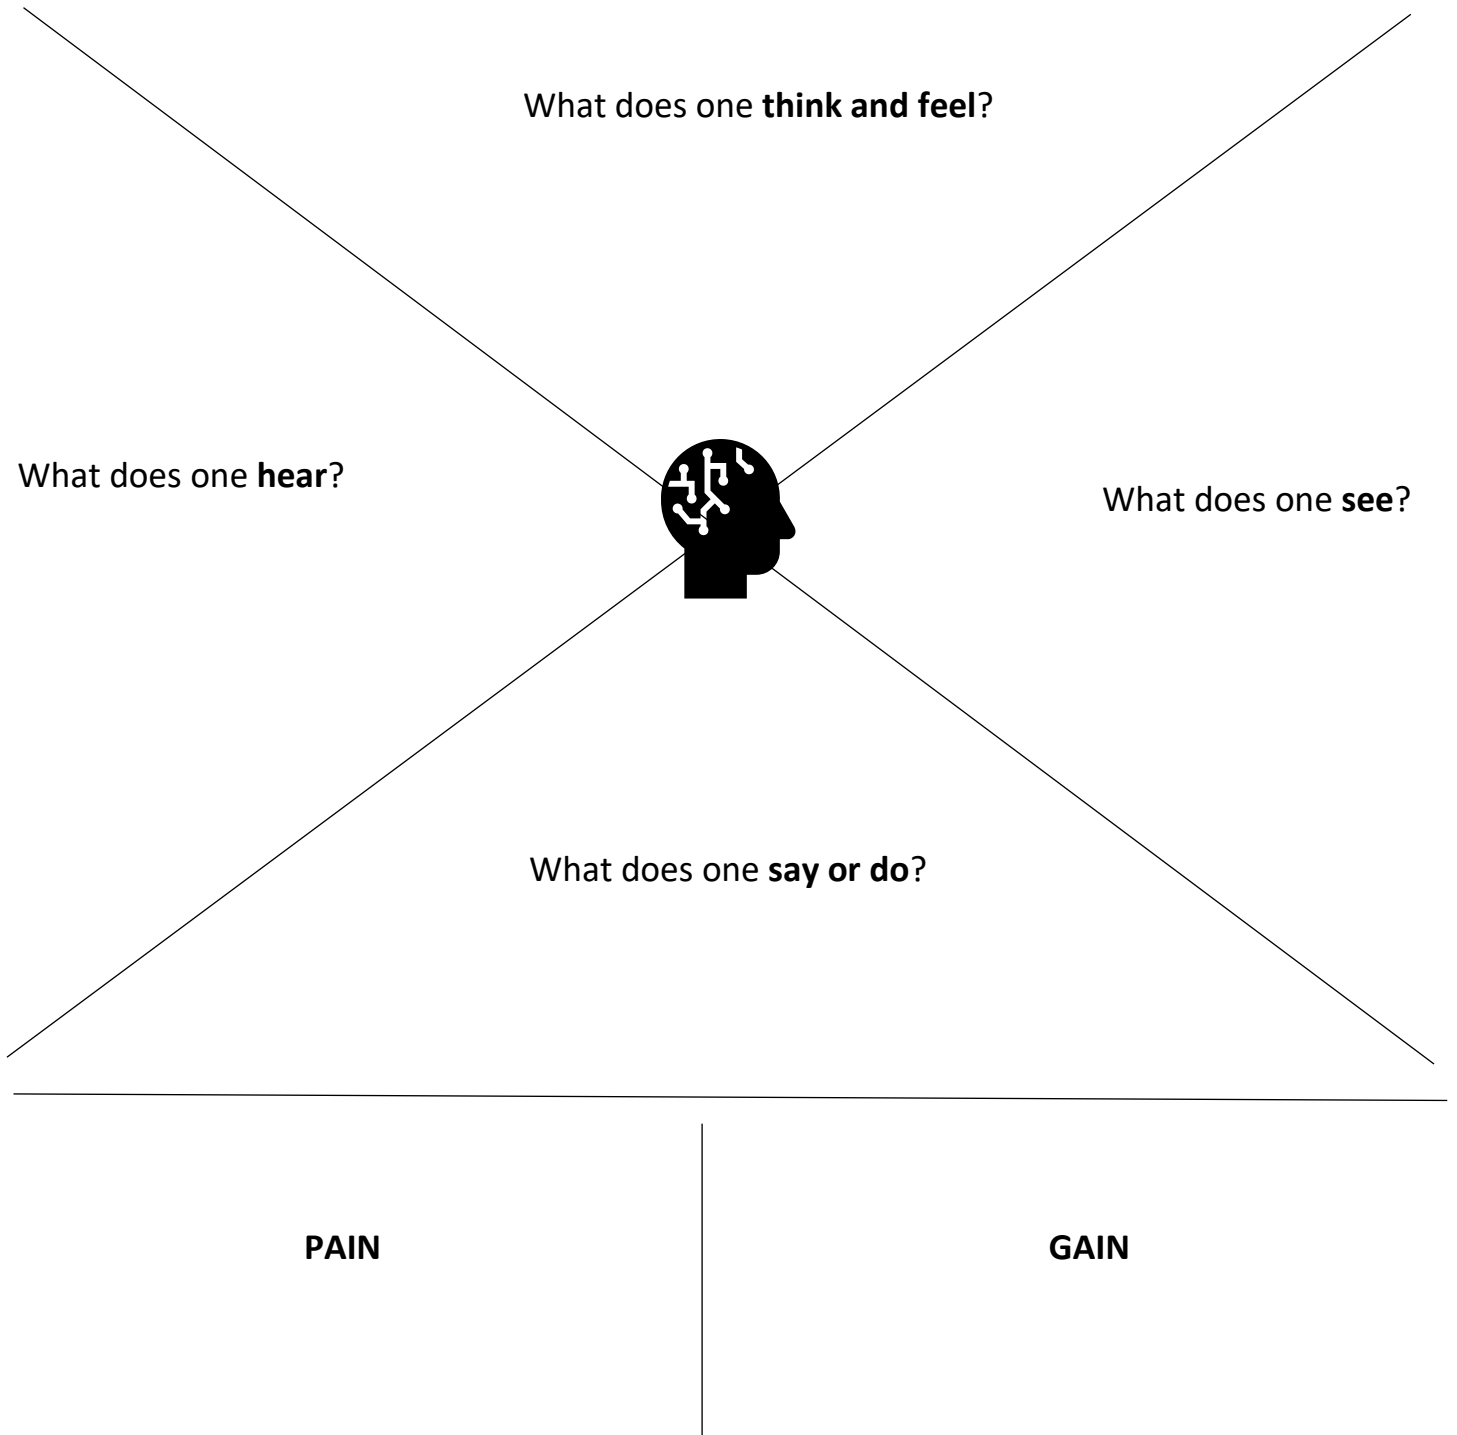 What does one think and feel?
What does one hear?
What does one see?
What does one say or do?
PAIN
GAIN